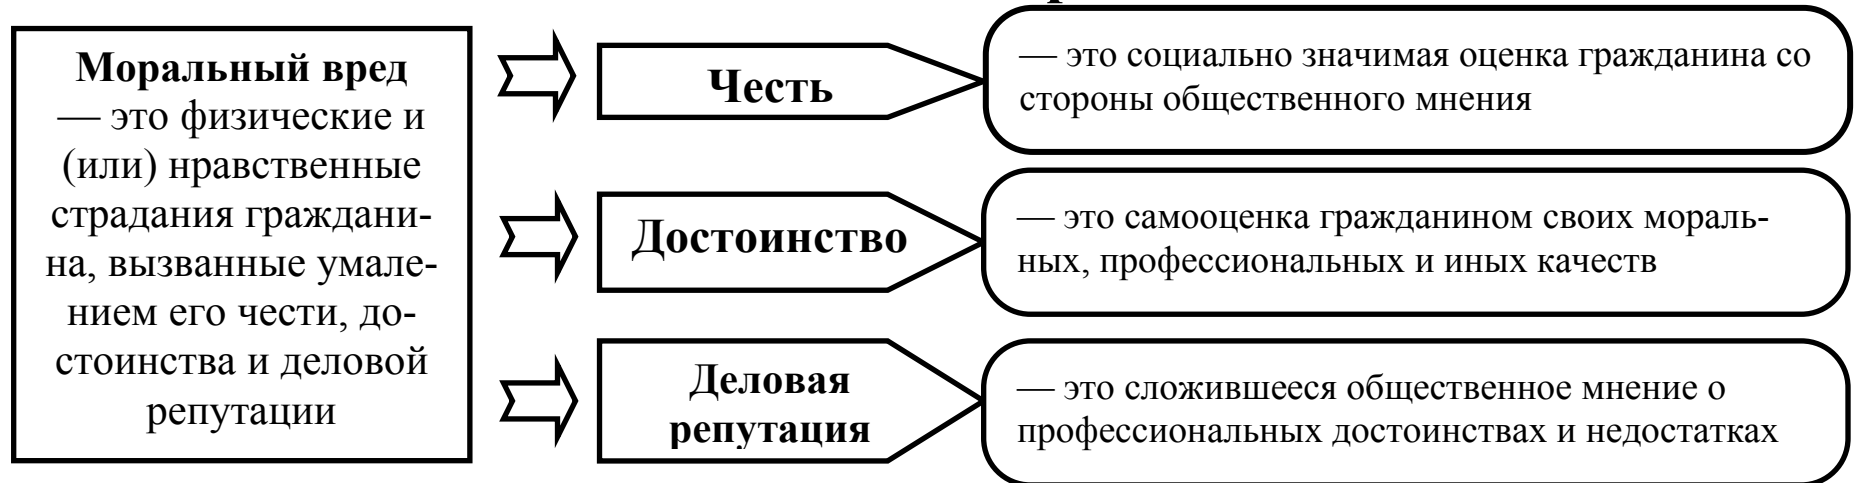 Моральный вред
— это физические и
(или) нравственные
страдания граждани-
на, вызванные умале-
нием его чести, до-
стоинства и деловой
репутации
Честь
— это социально значимая оценка гражданина со
стороны общественного мнения
Достоинство
— это самооценка гражданином своих мораль-
ных, профессиональных и иных качеств
Деловая
репутация
— это сложившееся общественное мнение о
профессиональных достоинствах и недостатках